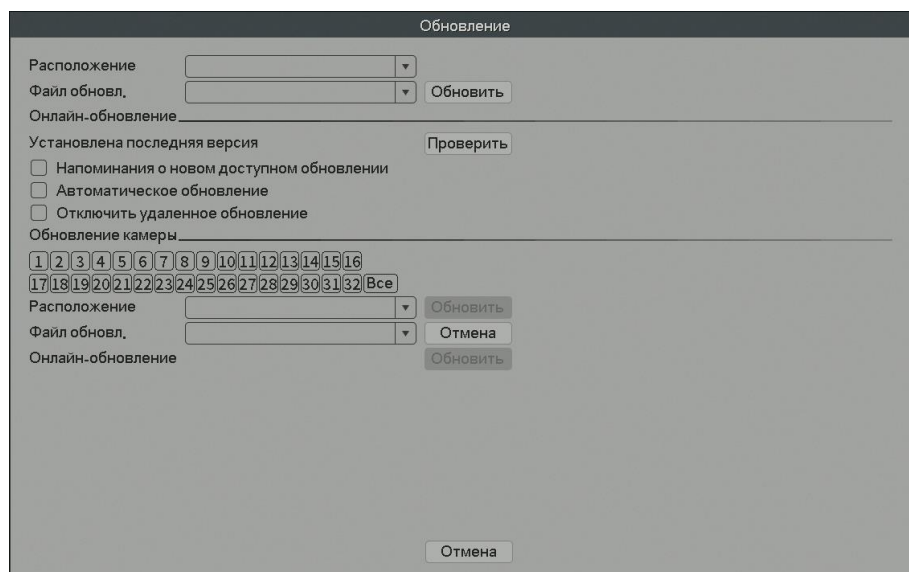 Обновление
Расположение
Файл обновл. Обновить
Онлайн-обновление
Установлена последняя версия Проверить
Напоминания о новом доступном обновлении
Автоматическое обновление
Отключить удаленное обновление
Обновление камеры
1 2 3 4 5 6 7 8 9 10 11 12 13 14 15 16
17 18 19 20 21 22 23 24 25 26 27 28 29 30 31 32 Все
Расположение Обновить
Файл обновл. Отмена
Онлайн-обновление Обновить
Отмена